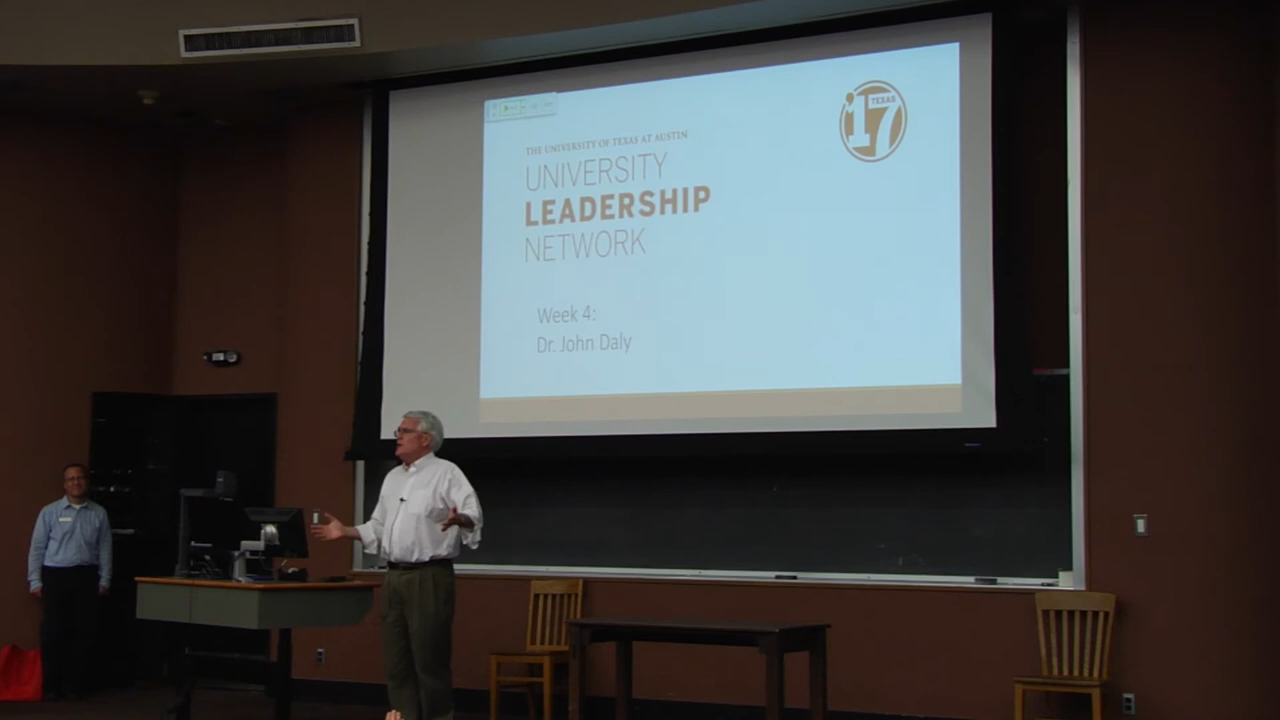 THE UNIVERSITY OF TEXAS AT AUSTIN
UNIVERSITY
LEADERSHIP
NETWORK
TEXAS
'17
Week 4:
Dr. John Daly